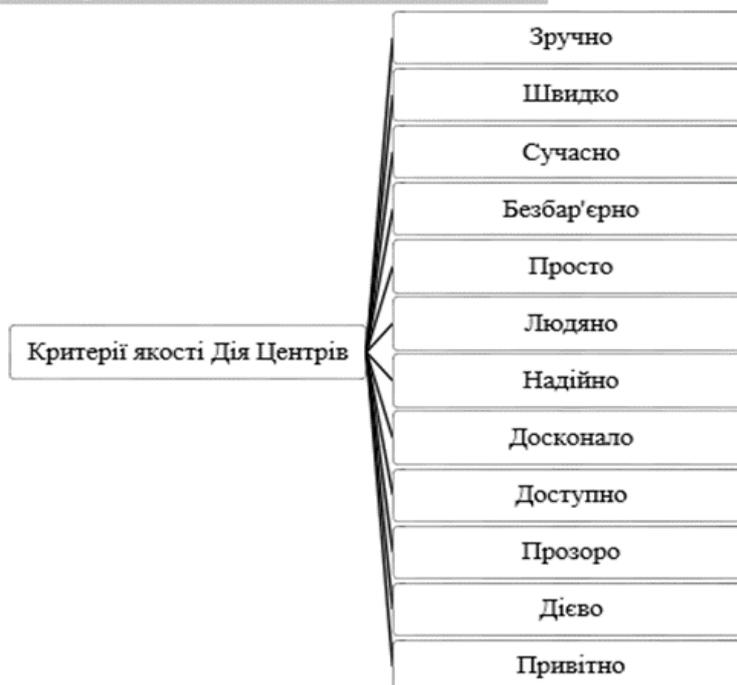 Зручно
Швидко
Сучасно
Безбар'єрно
Просто
Людяно
Критерії якості Дія Центрів
Надійно
Досконало
Доступно
Прозоро
Дієво
Привітно